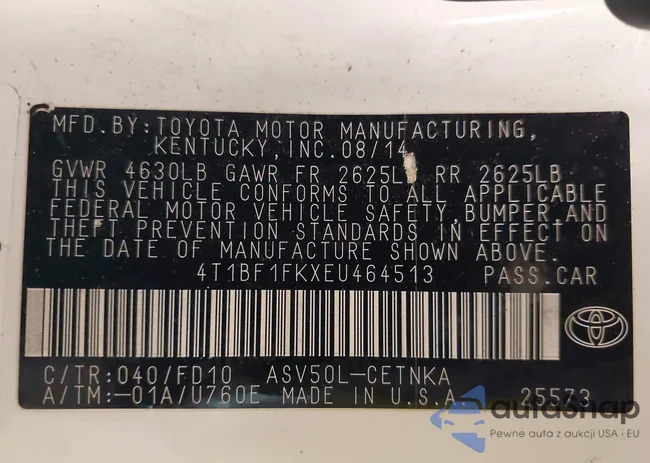 MFD.BY:TOYOTA MOTOR MANUFACTURING,
KENTUCKY,INC.08/14
GVWR 4630LB GAWR FR 2625L RR 2625LB
THIS VEHICLE CONFORMS TO ALL APPLICABLE
FEDERAL MOTOR VEHICLE SAFETY,BUMPER,AND
THEFT PREVENTION STANDARDS IN EFFECT ON
THE DATE OF MANUFACTURE SHOWN ABOVE.
4T1BF1FKXEU464513 PASS.CAR
C/TR:040/FD10 ASV50L-CETNKA
A/TM:-01A/U760E MADE IN U.S.A. 25573
autasnap
Pewne auta z aukcji USA i EU